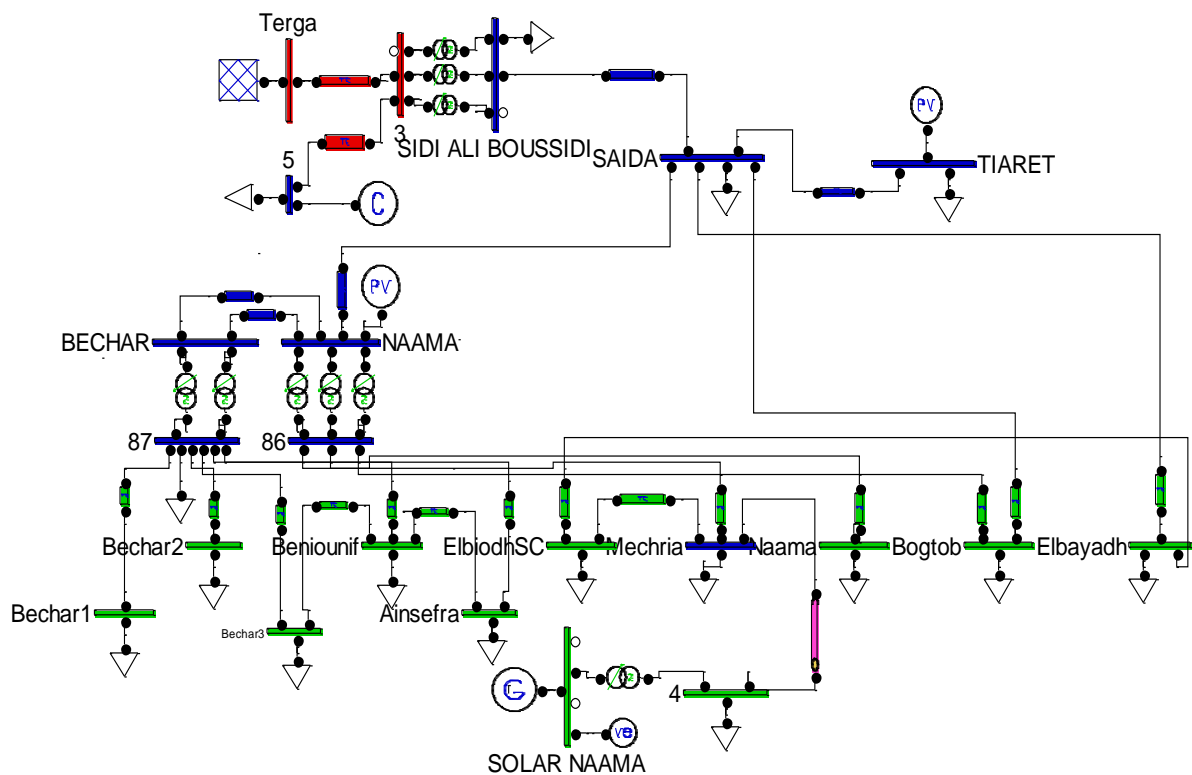 Terga
3
SIDI ALI BOUSSIDI
SAIDA
PV
TIARET
5
C
PV
BECHAR
NAAMA
87
86
Bechar2
Beniounif
ElbiodhSC
Mechria
Naama
Bogtob
Elbayadh
Bechar1
Bechar3
Ainsefra
G
4
SOLAR NAAMA